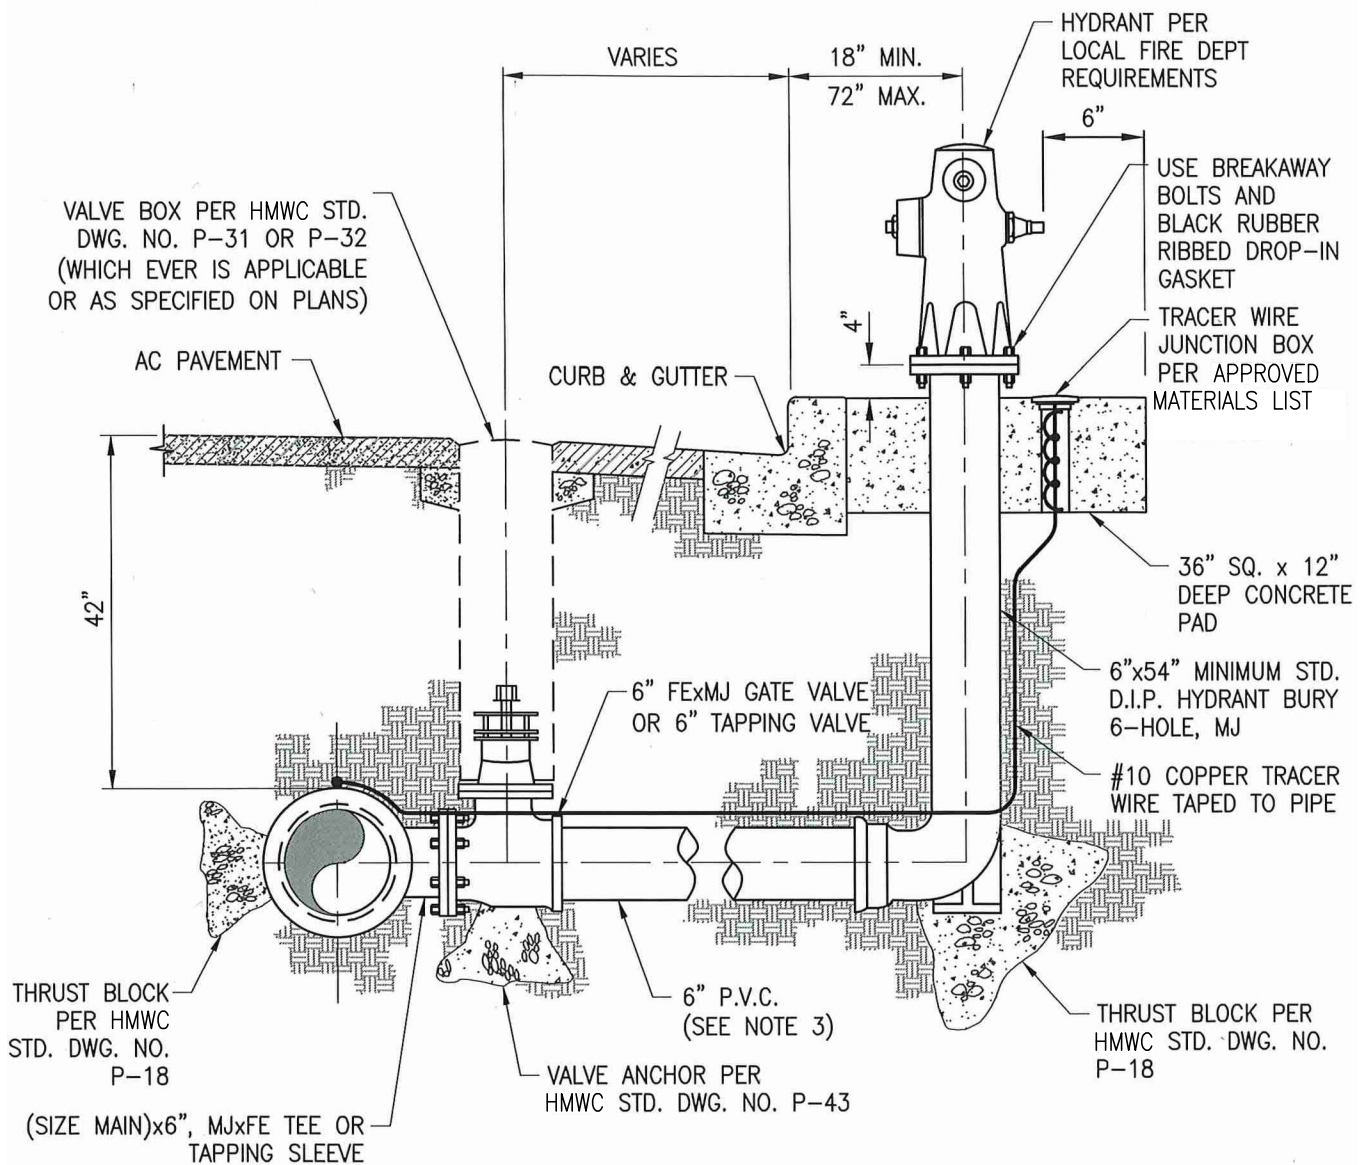 HYDRANT PER
LOCAL FIRE DEPT
REQUIREMENTS
VARIES
18" MIN.
72" MAX.
6"
USE BREAKAWAY
BOLTS AND
BLACK RUBBER
RIBBED DROP-IN
GASKET
VALVE BOX PER HMWC STD.
DWG. NO. P-31 OR P-32
(WHICH EVER IS APPLICABLE
OR AS SPECIFIED ON PLANS)
4"
TRACER WIRE
JUNCTION BOX
PER APPROVED
MATERIALS LIST
AC PAVEMENT
CURB & GUTTER
42"
36" SQ. x 12"
DEEP CONCRETE
PAD
6" FExMJ GATE VALVE
OR 6" TAPPING VALVE
6"x54" MINIMUM STD.
D.I.P. HYDRANT BURY
6-HOLE, MJ
#10 COPPER TRACER
WIRE TAPED TO PIPE
THRUST BLOCK
PER HMWC
STD. DWG. NO.
P-18
6" P.V.C.
(SEE NOTE 3)
THRUST BLOCK PER
HMWC STD. DWG. NO.
P-18
VALVE ANCHOR PER
HMWC STD. DWG. NO. P-43
(SIZE MAIN)x6", MJxFE TEE OR
TAPPING SLEEVE